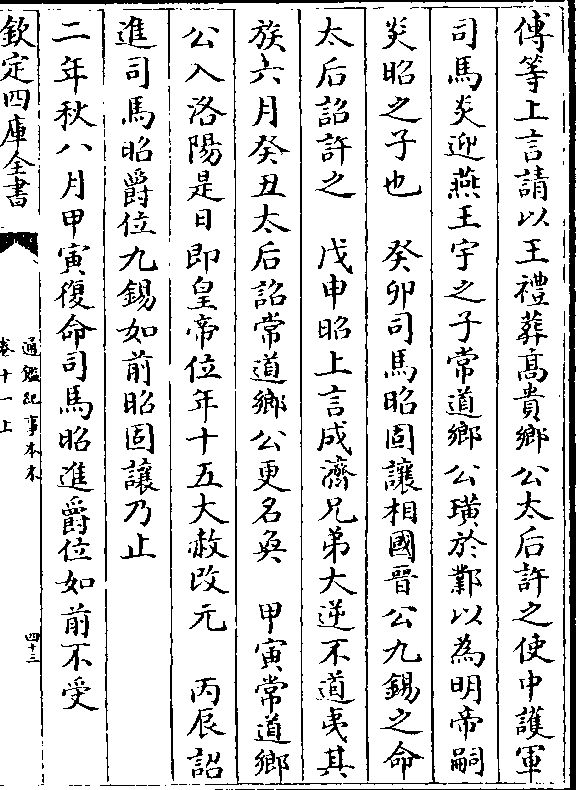 傅等上言請以王禮葬髙貴鄉公太后許之使中護軍
司馬炎迎燕王宇之子常道鄉公璜於鄴以為明帝嗣
炎昭之子也　癸卯司馬昭固讓相國晉公九錫之命
太后詔許之　戊申昭上言成濟兄弟大逆不道夷其
族六月癸丑太后詔常道鄉公更名奐　甲寅常道鄉
公入洛陽是日即皇帝位年十五大赦改元　丙辰詔
進司馬昭爵位九錫如前昭固讓乃止
二年秋八月甲寅復命司馬昭進爵位如前不受
欽定四庫全書
通鑑紀事本末
卷十一上
四十三